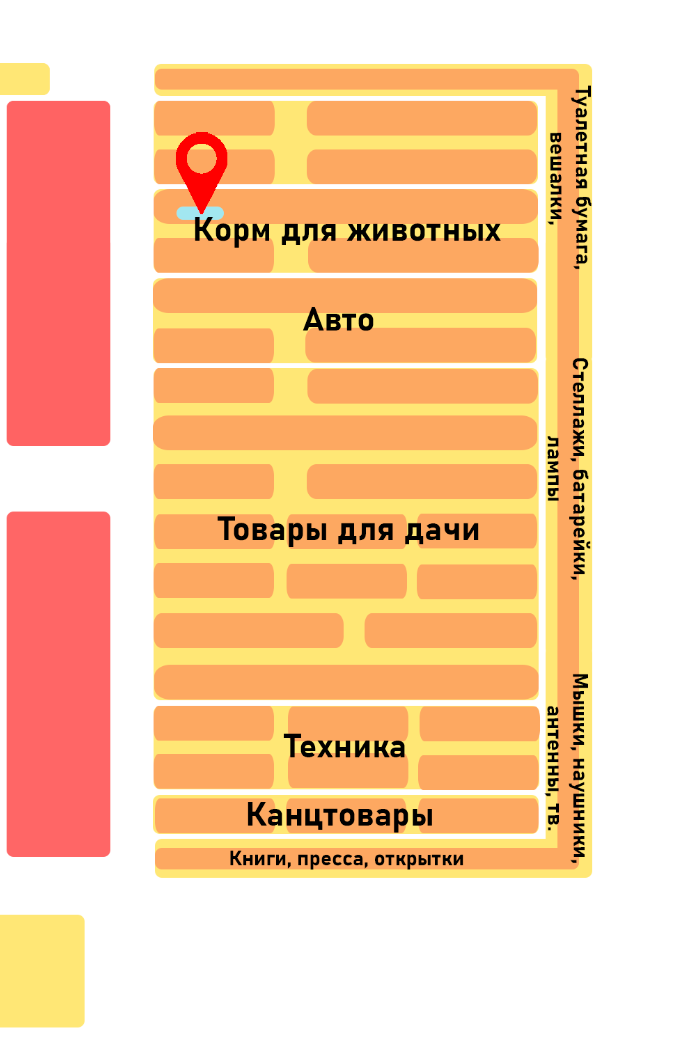 Туалетная бумага,
вешалки,
Корм для животных
Авто
Стеллажи, батарейки,
лампы
Товары для дачи
Мышки, наушники,
антенны, тв.
Техника
Канцтовары
Книги, пресса, открытки